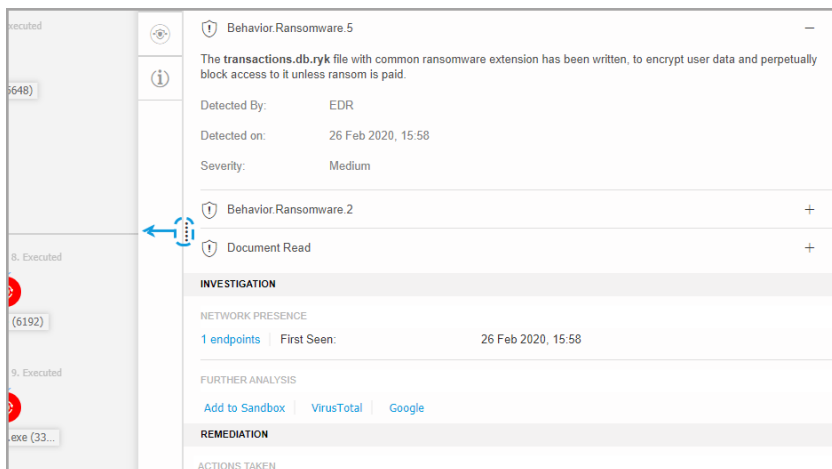 xecuted
5648)
8. Executed
(6192)
9. Executed
.exe (33...
Behavior.Ransomware.5
The transactions.db.ryk file with common ransomware extension has been written, to encrypt user data and perpetually
block access to it unless ransom is paid.
Detected By: EDR
Detected on: 26 Feb 2020, 15:58
Severity: Medium
Behavior.Ransomware.2
Document Read
INVESTIGATION
NETWORK PRESENCE
1 endpoints First Seen: 26 Feb 2020, 15:58
FURTHER ANALYSIS
Add to Sandbox VirusTotal Google
REMEDIATION
ACTIONS TAKEN